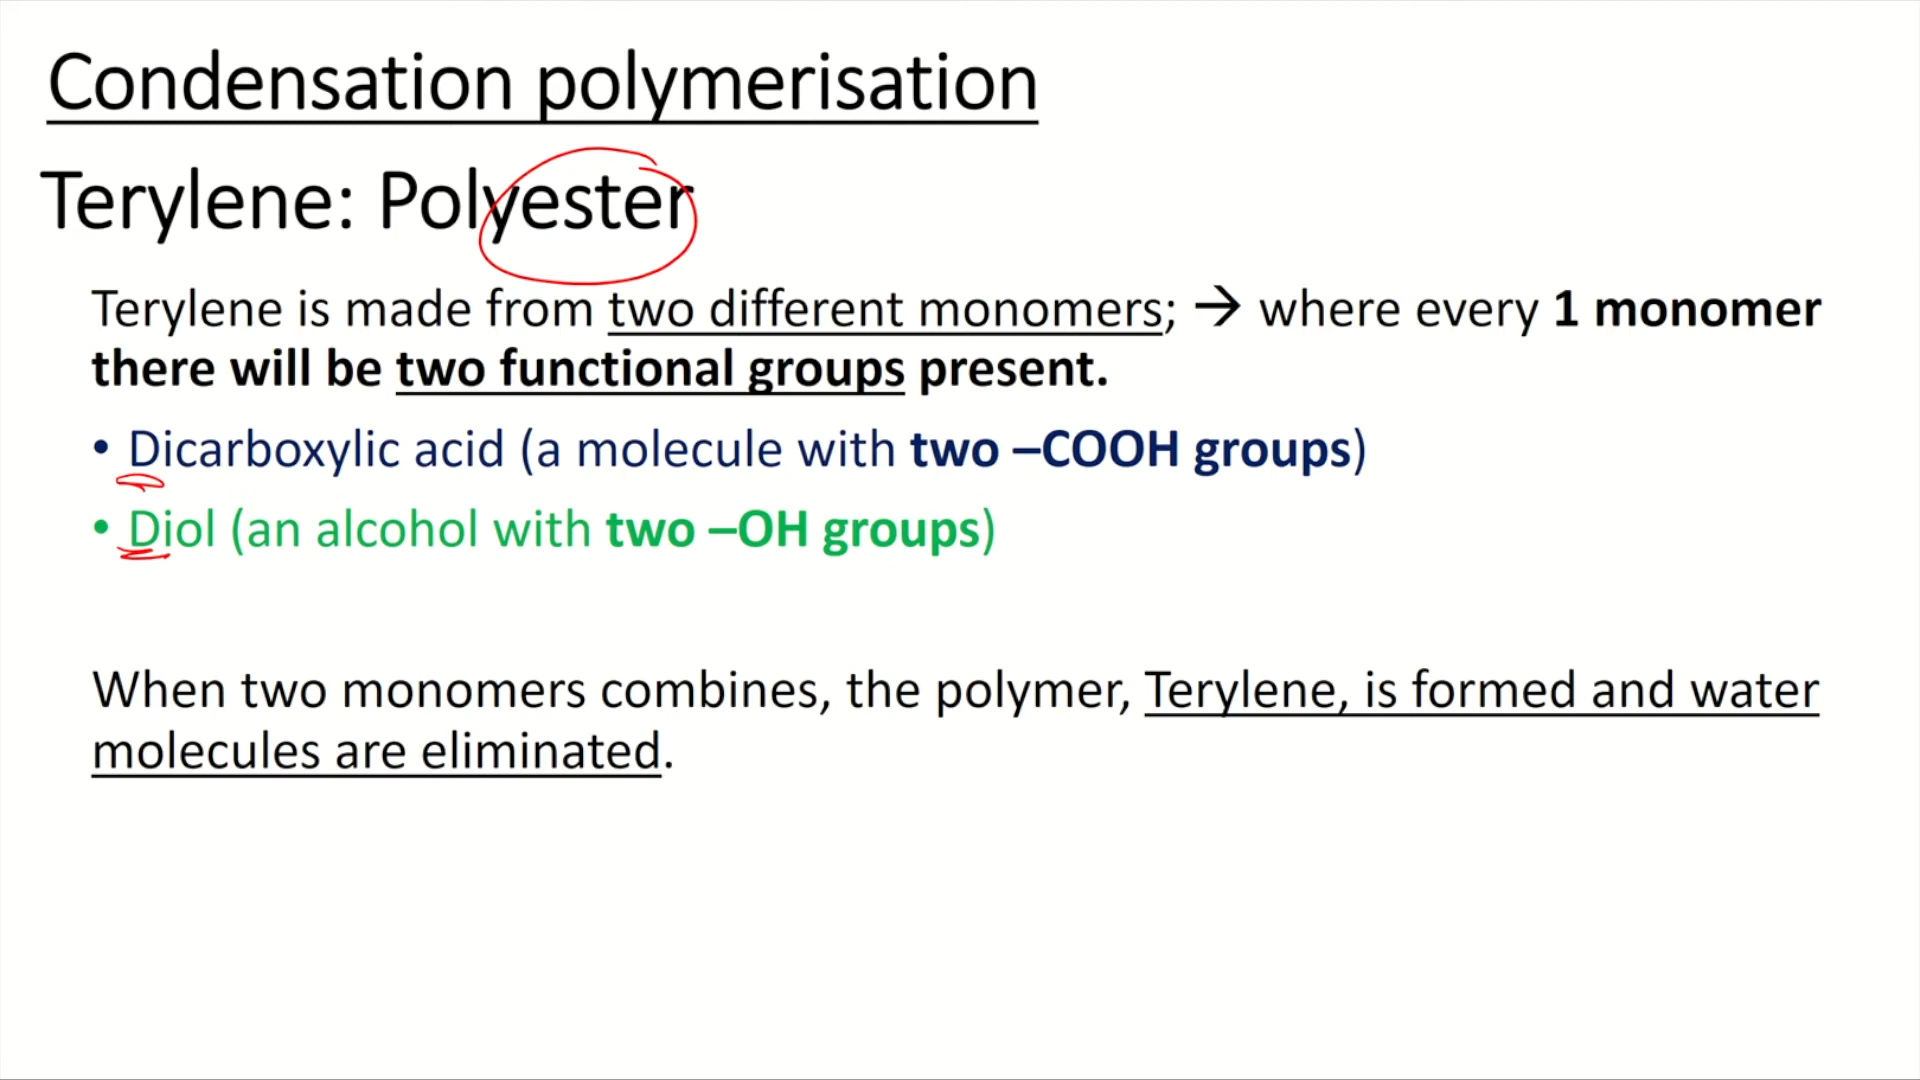 Condensation polymerisation
Terylene: Polyester
Terylene is made from two different monomers; → where every 1 monomer
there will be two functional groups present.
• Dicarboxylic acid (a molecule with two –COOH groups)
• Diol (an alcohol with two –OH groups)
When two monomers combines, the polymer, Terylene, is formed and water
molecules are eliminated.